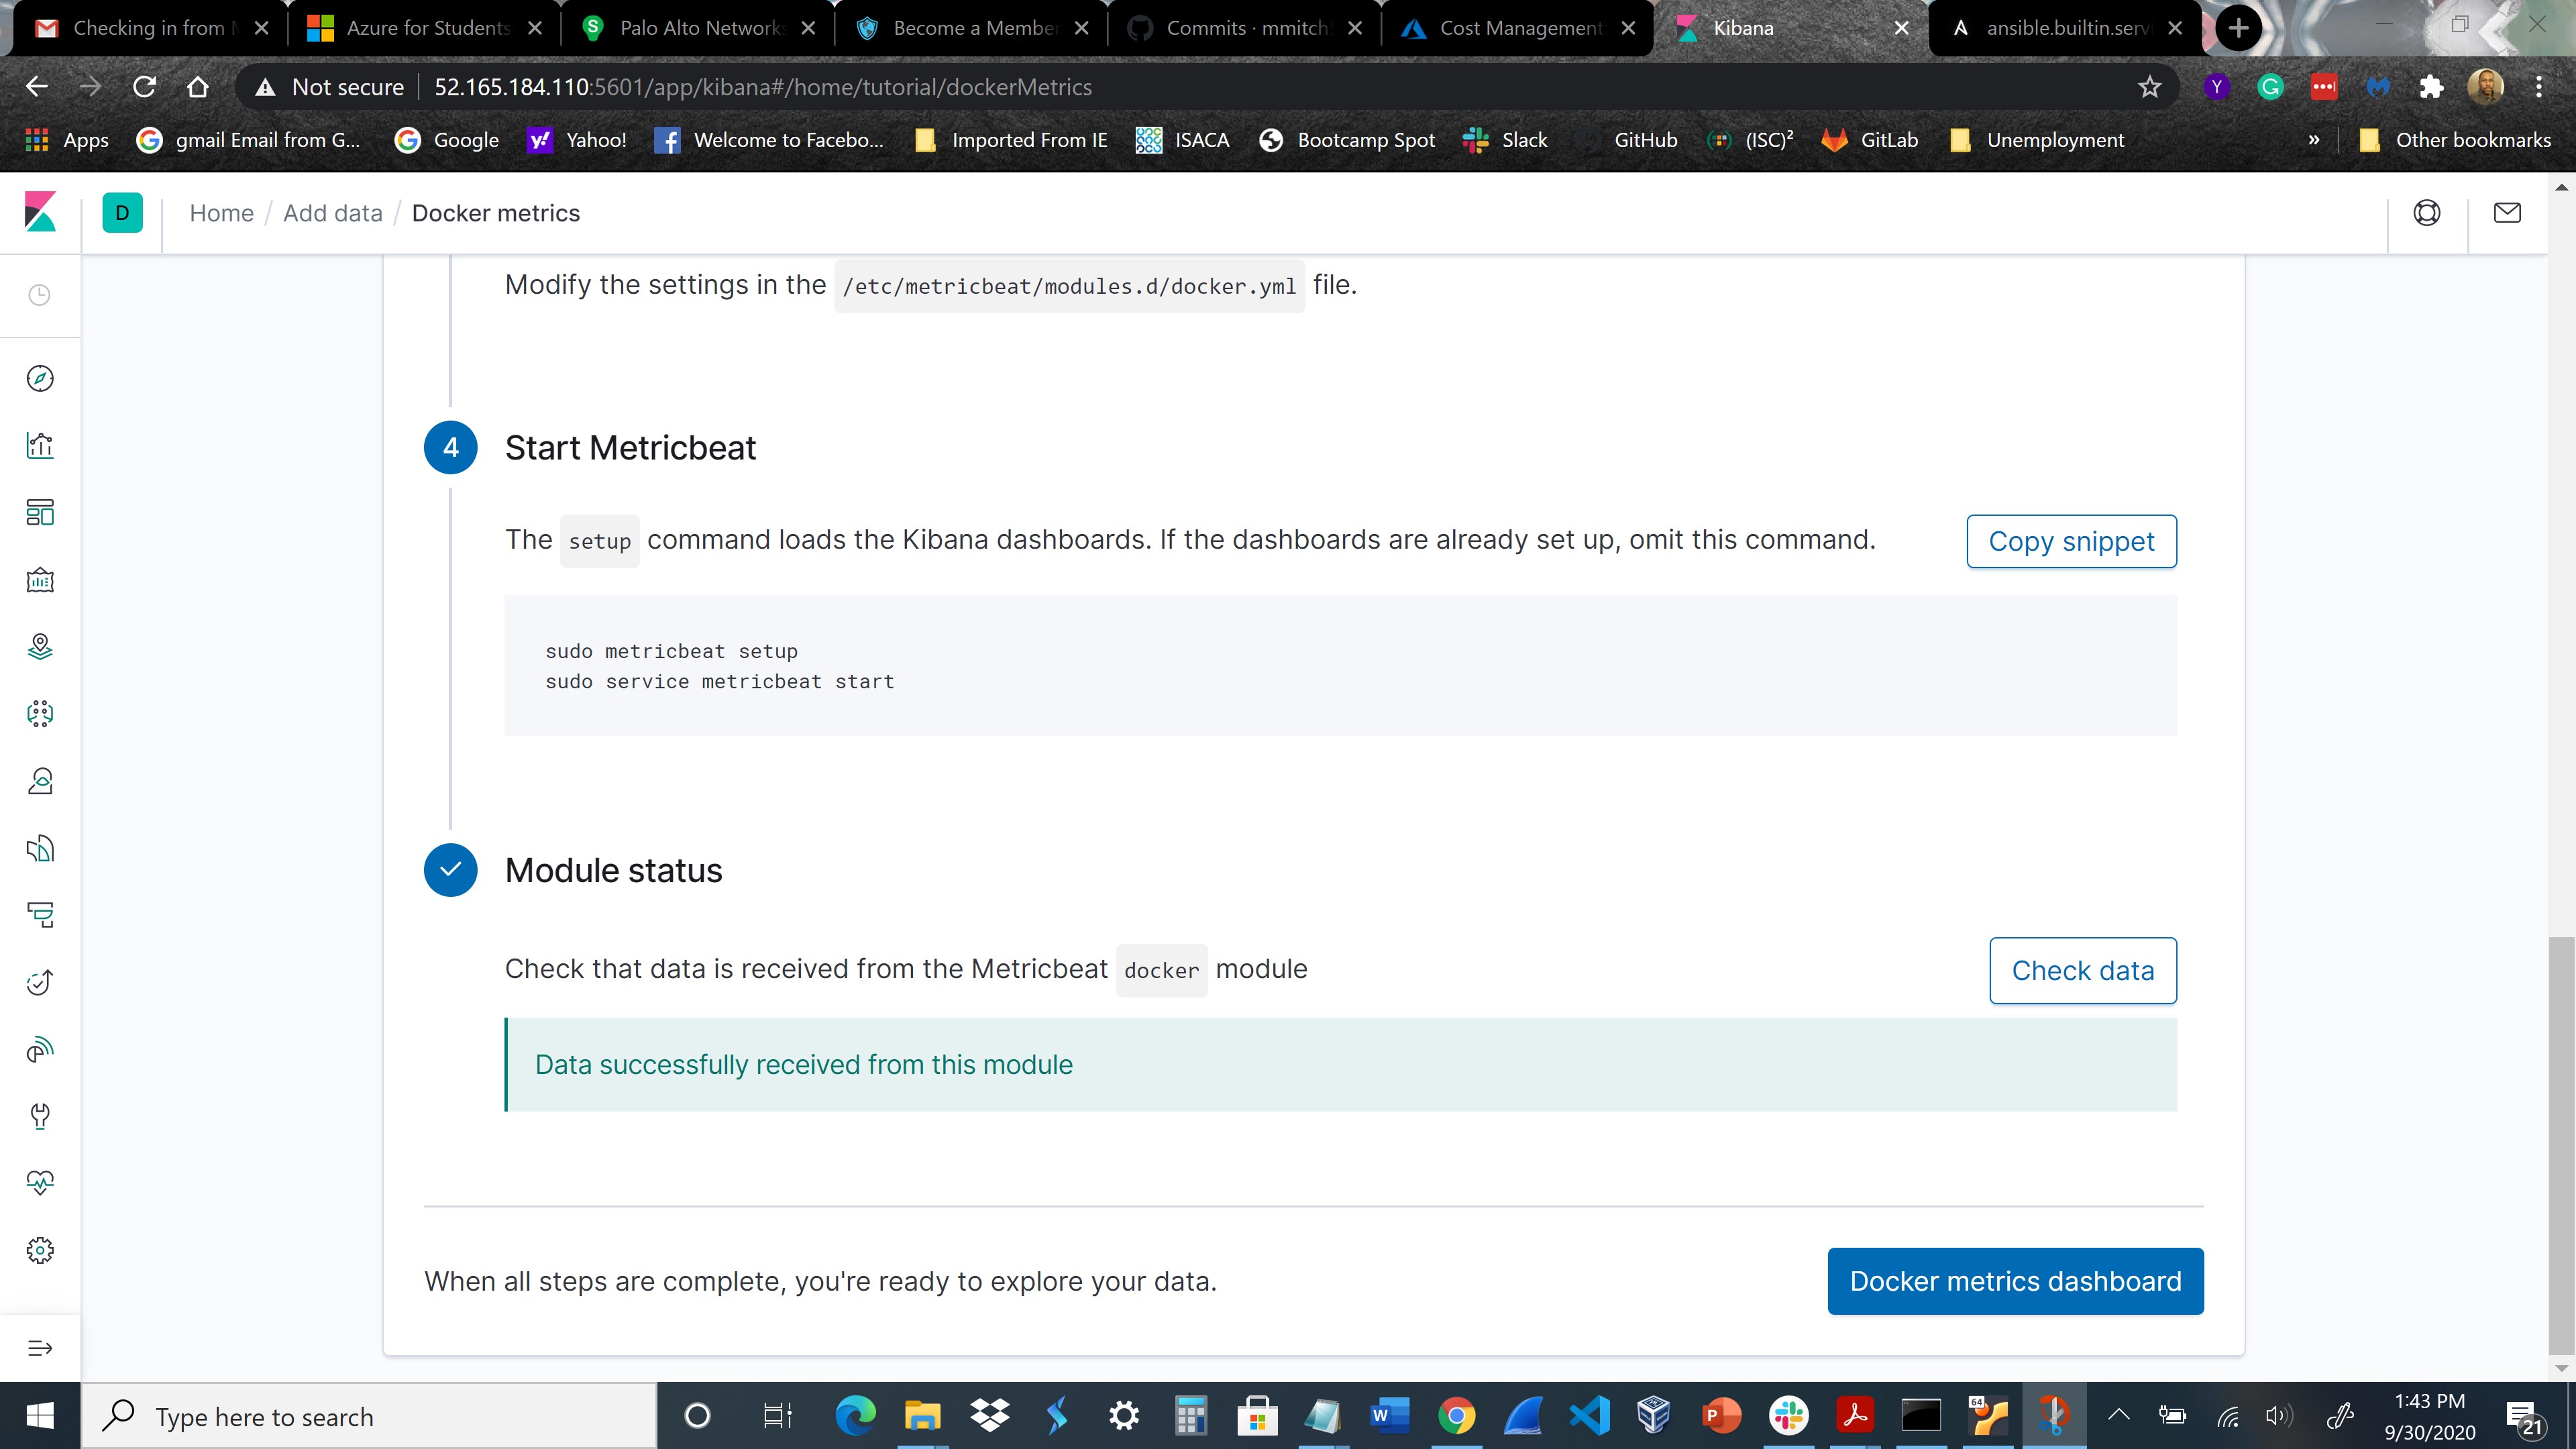 Checking in from
Azure for Students
Palo Alto Networks
Become a Member
Commits · mmitch
Cost Management
Kibana
ansible.builtin.serv
Not secure
52.165.184.110:5601/app/kibana#/home/tutorial/dockerMetrics
Apps
gmail Email from G...
Google
Yahoo!
Welcome to Facebo...
Imported From IE
ISACA
Bootcamp Spot
Slack
GitHub
(ISC)²
GitLab
Unemployment
»
Other bookmarks
D
Home / Add data / Docker metrics
Modify the settings in the /etc/metricbeat/modules.d/docker.yml file.
4 Start Metricbeat
The setup command loads the Kibana dashboards. If the dashboards are already set up, omit this command.
Copy snippet
sudo metricbeat setup
sudo service metricbeat start
Module status
Check that data is received from the Metricbeat docker module
Check data
Data successfully received from this module
When all steps are complete, you're ready to explore your data.
Docker metrics dashboard
Type here to search
1:43 PM
9/30/2020
21